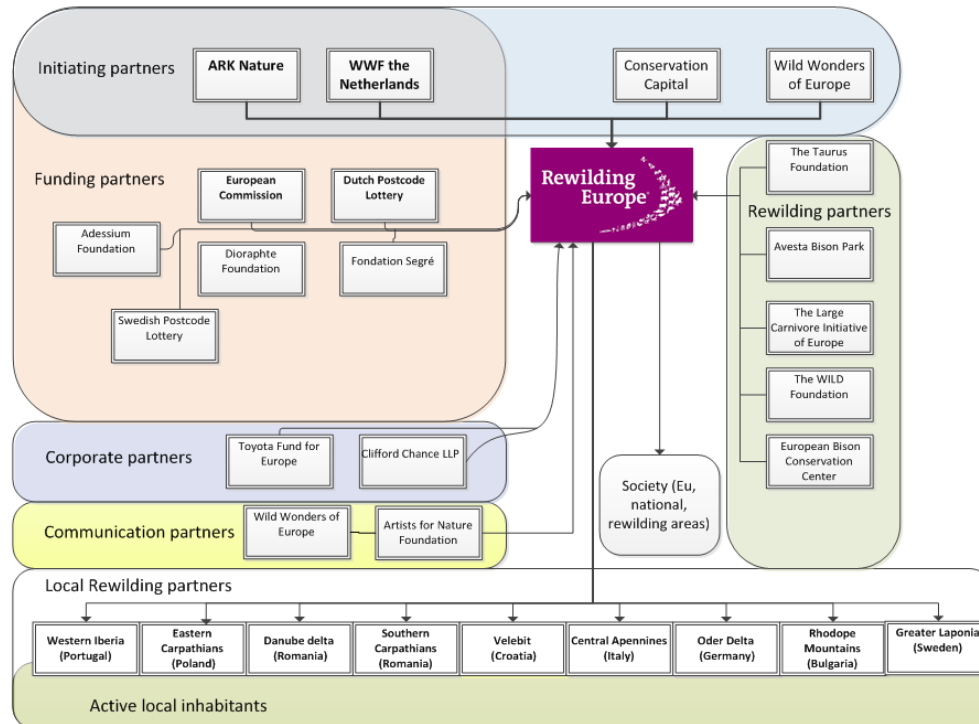 Initiating partners
ARK Nature
WWF the
Netherlands
Conservation
Capital
Wild Wonders
of Europe
Funding partners
European
Commission
Dutch Postcode
Lottery
Adessium
Foundation
Dioraphte
Foundation
Fondation Segré
Swedish Postcode
Lottery
Rewilding
Europe
The Taurus
Foundation
Rewilding partners
Avesta Bison Park
The Large
Carnivore Initiative
of Europe
The WILD
Foundation
European Bison
Conservation
Center
Corporate partners
Toyota Fund for
Europe
Clifford Chance LLP
Society (Eu,
national,
rewilding areas)
Communication partners
Wild Wonders of
Europe
Artists for Nature
Foundation
Local Rewilding partners
Western Iberia
(Portugal)
Eastern
Carpathians
(Poland)
Danube delta
(Romania)
Southern
Carpathians
(Romania)
Velebit
(Croatia)
Central Apennines
(Italy)
Oder Delta
(Germany)
Rhodope
Mountains
(Bulgaria)
Greater Laponia
(Sweden)
Active local inhabitants